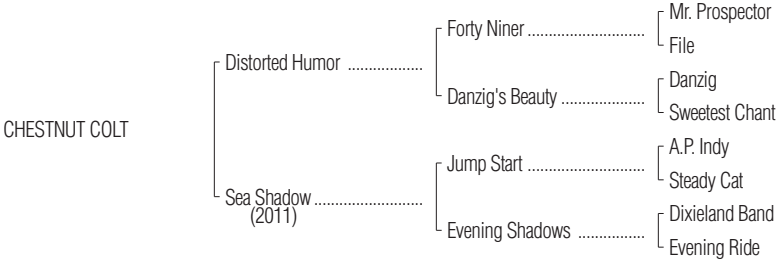 Mr. Prospector
Forty Niner ...........................
File
Distorted Humor .................
Danzig
Danzig's Beauty ...................
Sweetest Chant
CHESTNUT COLT
A.P. Indy
Jump Start ...........................
Steady Cat
Sea Shadow .........................
(2011)
Dixieland Band
Evening Shadows ...............
Evening Ride